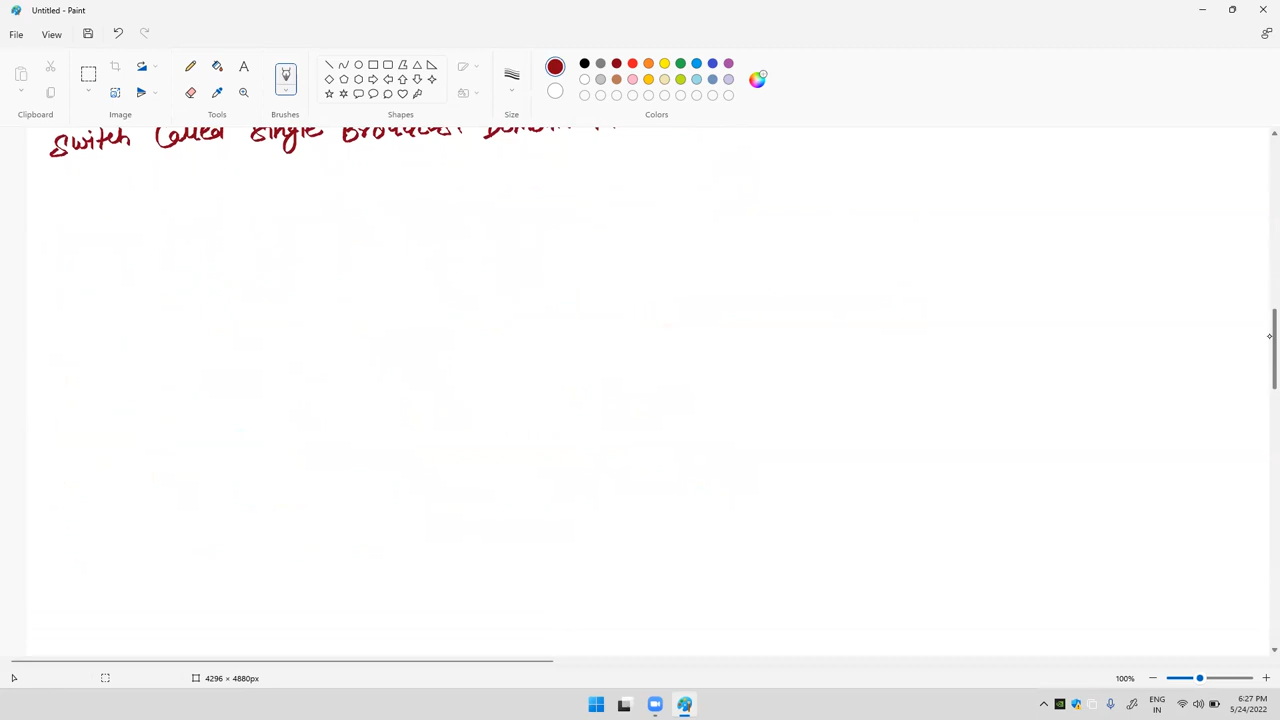 Untitled - Paint
File View
Clipboard Image Tools Brushes Shapes Size Colors
Switch Called Single Broadcast Domain
4296 × 4880px
100%
ENG
IN
6:27 PM
5/24/2022